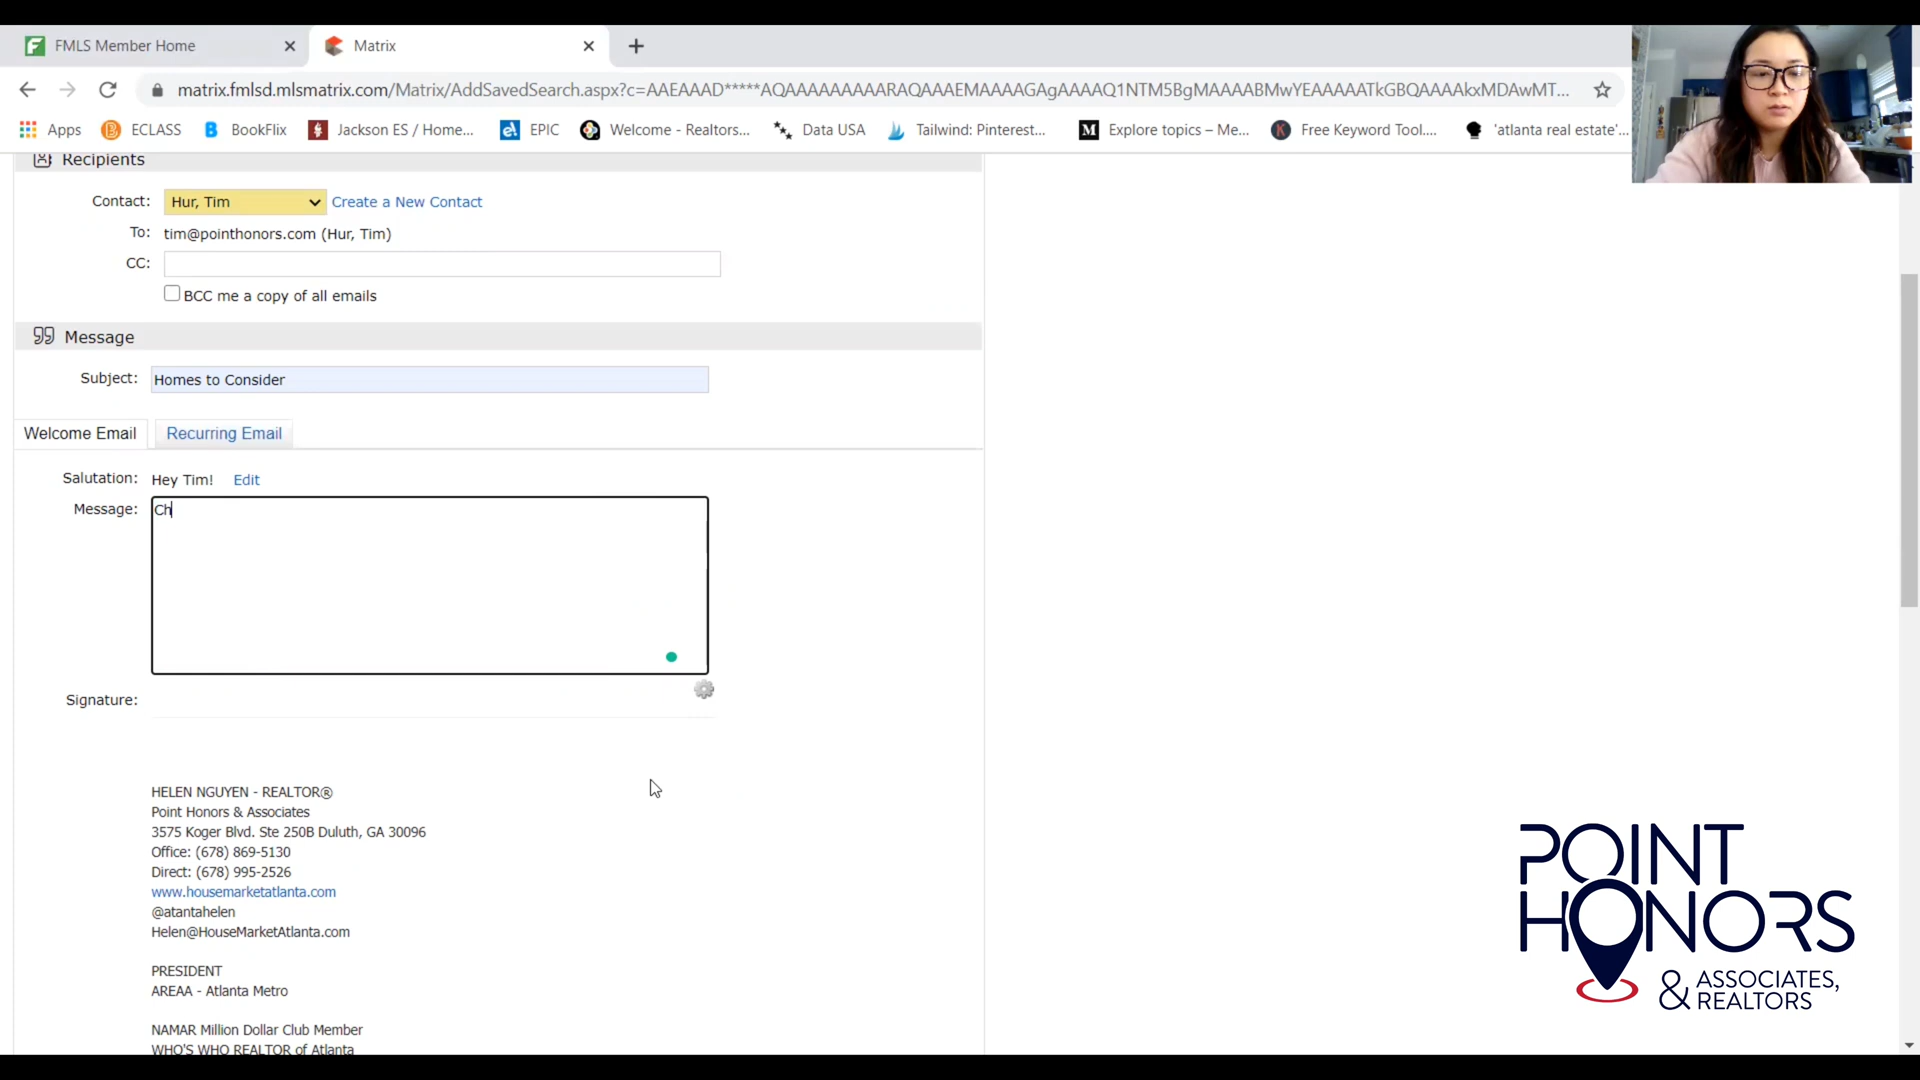 FMLS Member Home
Matrix
matrix.fmlsd.mlsmatrix.com/Matrix/AddSavedSearch.aspx?c=AAEAAAD*****AQAAAAAAAAARAQAAAEMAAAAGAgAAAAQ1NTM5BgMAAAABMwYEAAAAATkGBQAAAAkxMDAwMT...
Apps
ECLASS
BookFlix
Jackson ES / Home...
EPIC
Welcome - Realtors...
Data USA
Tailwind: Pinterest...
Explore topics – Me...
Free Keyword Tool....
'atlanta real estate'...
Recipients
Contact: Hur, Tim Create a New Contact
To: tim@pointhonors.com (Hur, Tim)
CC:
BCC me a copy of all emails
Message
Subject: Homes to Consider
Welcome Email Recurring Email
Salutation: Hey Tim! Edit
Message: Ch
Signature:
HELEN NGUYEN - REALTOR®
Point Honors & Associates
3575 Koger Blvd. Ste 250B Duluth, GA 30096
Office: (678) 869-5130
Direct: (678) 995-2526
www.housemarketatlanta.com
@atantahelen
Helen@HouseMarketAtlanta.com
PRESIDENT
AREAA - Atlanta Metro
NAMAR Million Dollar Club Member
WHO'S WHO REALTOR of Atlanta
POINT
HONORS
& ASSOCIATES,
REALTORS